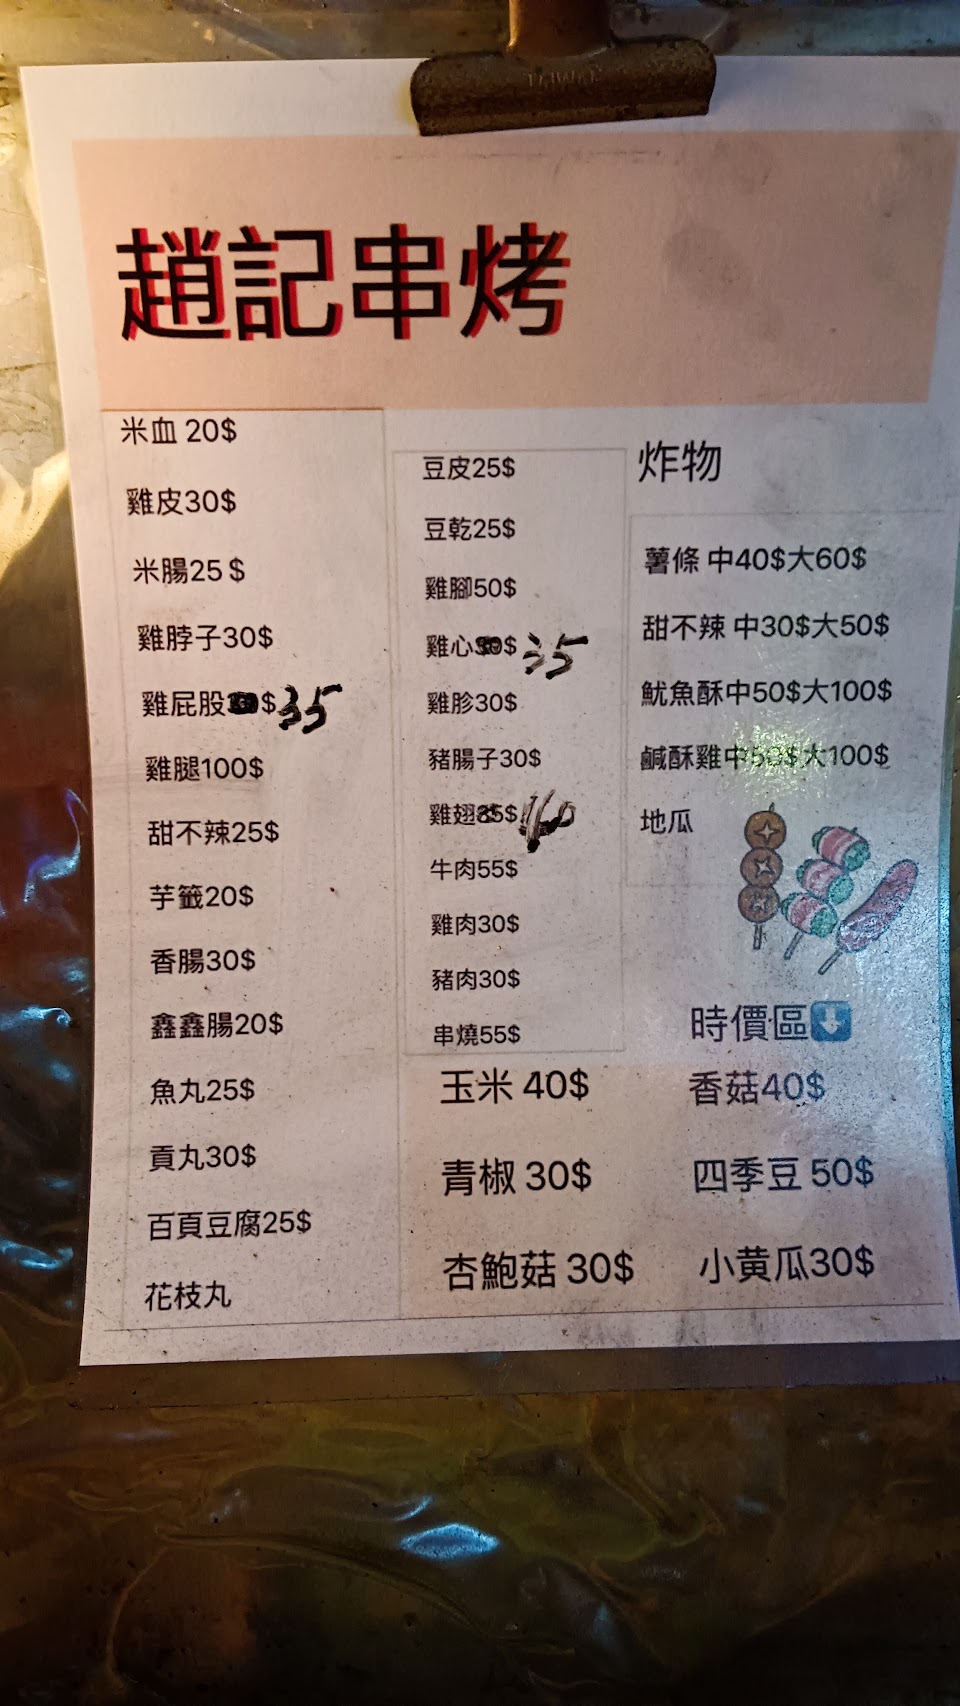 趙記串烤
米血 20$
雞皮30$
米腸25 $
雞脖子30$
雞屁股$35
雞腿100$
甜不辣25$
芋籤20$
香腸30$
鑫鑫腸20$
魚丸25$
貢丸30$
百頁豆腐25$
花枝丸
豆皮25$
豆乾25$
雞腳50$
雞心$35
雞胗30$
豬腸子30$
雞翅$
牛肉55$
雞肉30$
豬肉30$
串燒55$
玉米 40$
青椒 30$
杏鮑菇 30$
炸物
薯條 中40$大60$
甜不辣 中30$大50$
魷魚酥中50$大100$
鹹酥雞中50$大100$
地瓜
時價區⬇️
香菇40$
四季豆 50$
小黄瓜30$